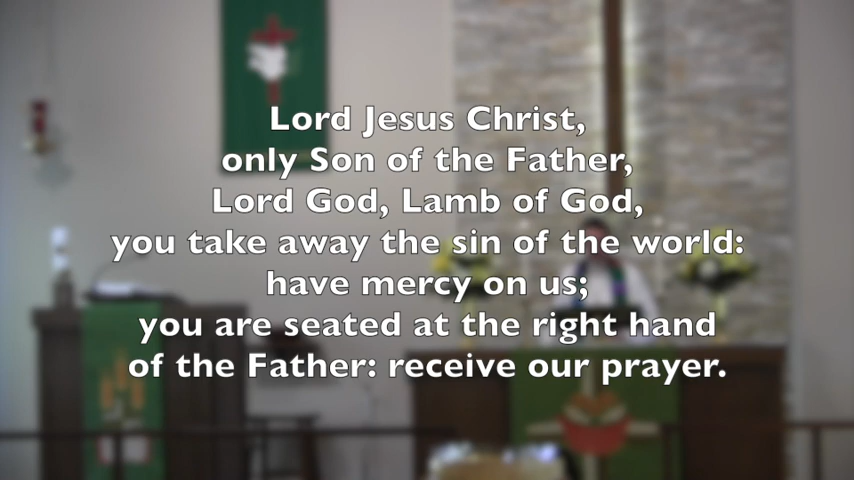 Lord Jesus Christ,
only Son of the Father,
Lord God, Lamb of God,
you take away the sin of the world:
have mercy on us;
you are seated at the right hand
of the Father: receive our prayer.